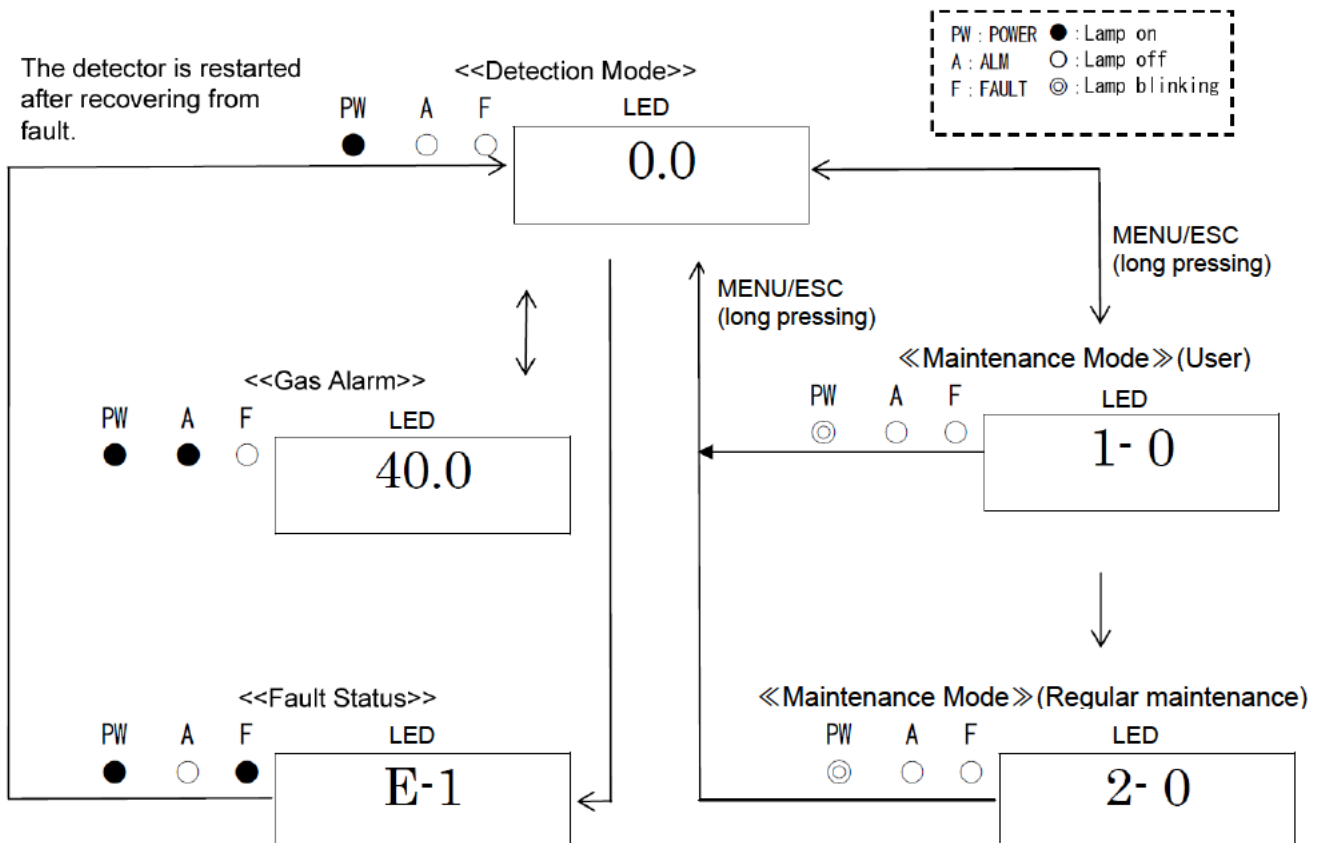 PW : POWER ● : Lamp on
A : ALM ○ : Lamp off
F : FAULT ◎ : Lamp blinking
The detector is restarted
after recovering from
fault.
<<Detection Mode>>
PW A F LED
● ○ ○
0.0
MENU/ESC
(long pressing)
MENU/ESC
(long pressing)
<<Gas Alarm>>
PW A F LED
● ● ○
40.0
≪Maintenance Mode≫(User)
PW A F LED
◎ ○ ○
1- 0
<<Fault Status>>
PW A F LED
● ○ ●
E-1
≪Maintenance Mode≫(Regular maintenance)
PW A F LED
◎ ○ ○
2- 0